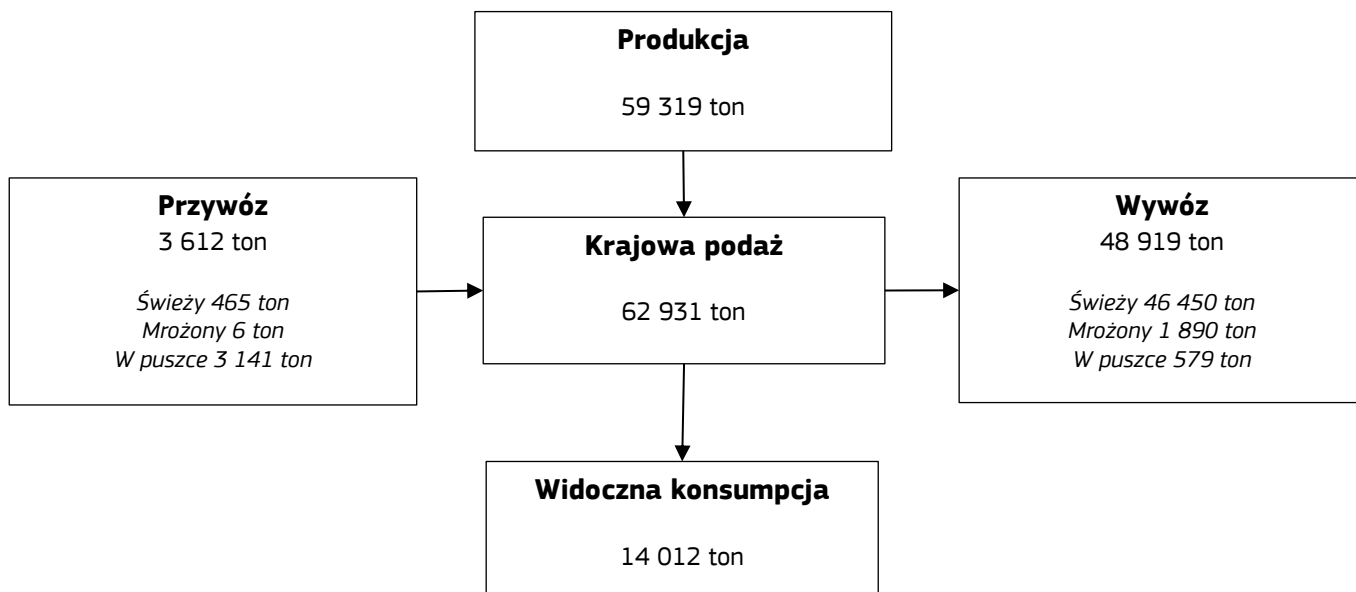 Produkcja
59 319 ton
Przywóz
3 612 ton
Świeży 465 ton
Mrożony 6 ton
W puszce 3 141 ton
Krajowa podaż
62 931 ton
Wywóz
48 919 ton
Świeży 46 450 ton
Mrożony 1 890 ton
W puszce 579 ton
Widoczna konsumpcja
14 012 ton